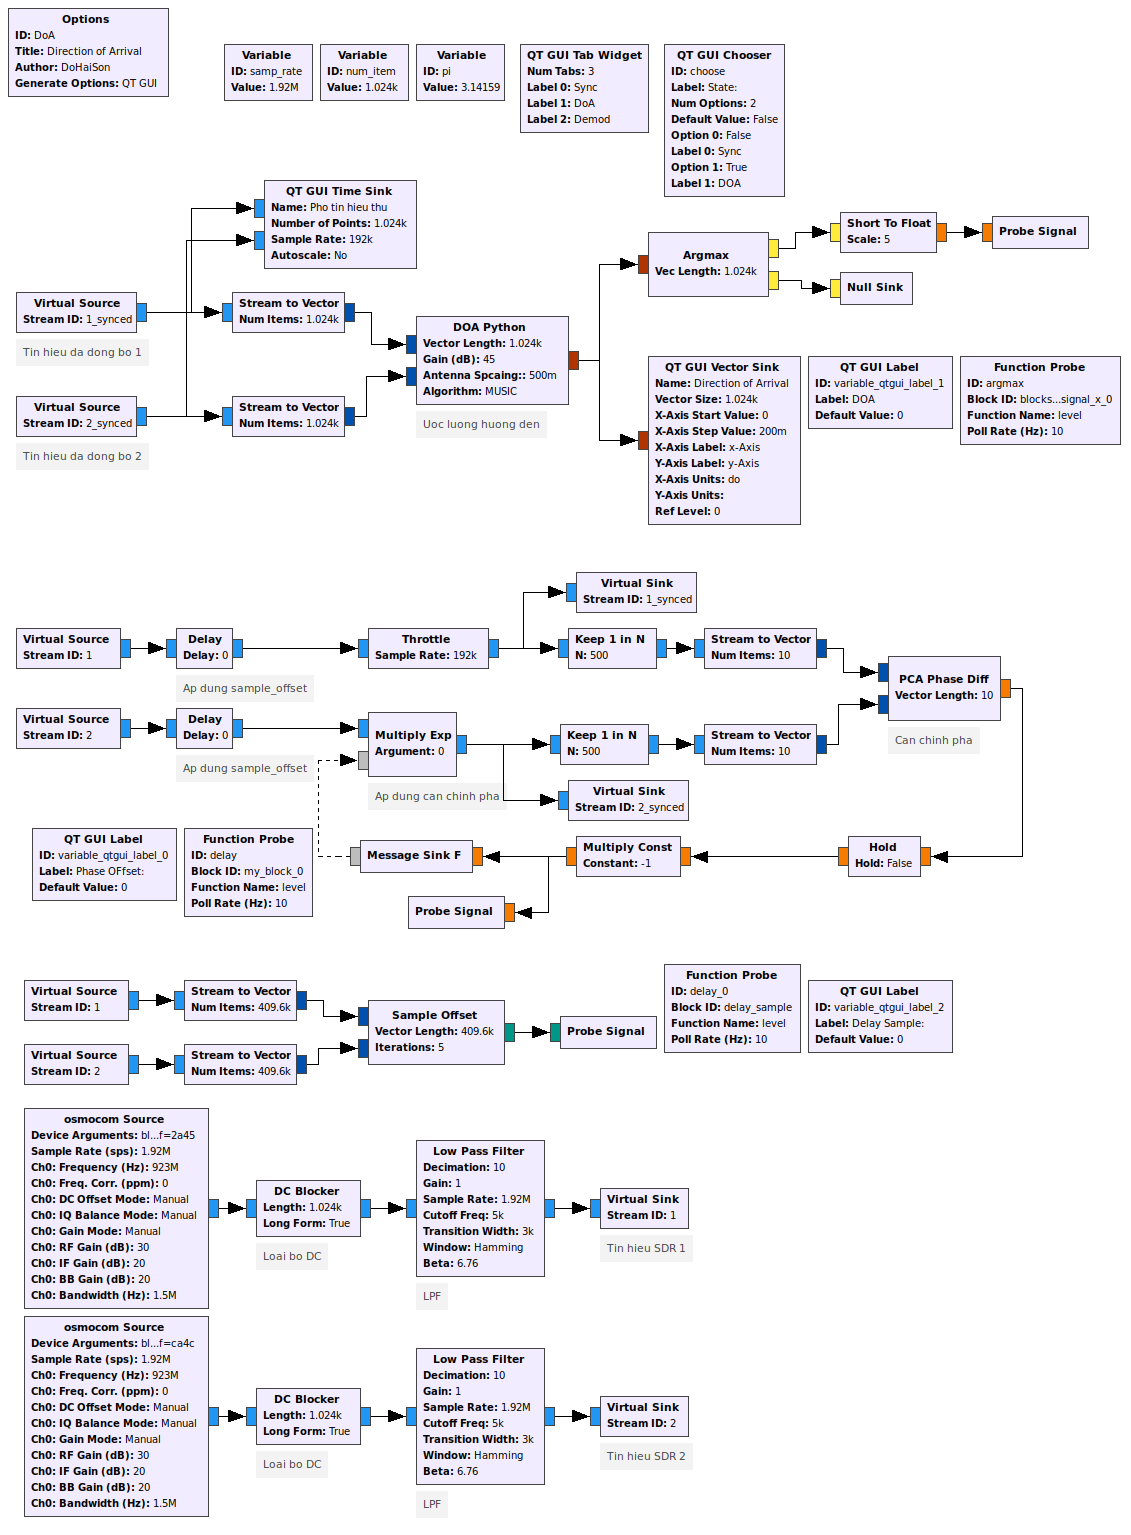 Options
ID: DoA
Title: Direction of Arrival
Author: DoHaiSon
Generate Options: QT GUI
Variable
ID: samp_rate
Value: 1.92M
Variable
ID: num_item
Value: 1.024k
Variable
ID: pi
Value: 3.14159
QT GUI Tab Widget
Num Tabs: 3
Label 0: Sync
Label 1: DoA
Label 2: Demod
QT GUI Chooser
ID: choose
Label: State:
Num Options: 2
Default Value: False
Option 0: False
Label 0: Sync
Option 1: True
Label 1: DOA
QT GUI Time Sink
Name: Pho tin hieu thu
Number of Points: 1.024k
Sample Rate: 192k
Autoscale: No
Virtual Source
Stream ID: 1_synced
Tin hieu da dong bo 1
Stream to Vector
Num Items: 1.024k
Virtual Source
Stream ID: 2_synced
Tin hieu da dong bo 2
Stream to Vector
Num Items: 1.024k
DOA Python
Vector Length: 1.024k
Gain (dB): 45
Antenna Spcaing:: 500m
Algorithm: MUSIC
Uoc luong huong den
Argmax
Vec Length: 1.024k
Short To Float
Scale: 5
Probe Signal
Null Sink
QT GUI Vector Sink
Name: Direction of Arrival
Vector Size: 1.024k
X-Axis Start Value: 0
X-Axis Step Value: 200m
X-Axis Label: x-Axis
Y-Axis Label: y-Axis
X-Axis Units: do
Y-Axis Units:
Ref Level: 0
QT GUI Label
ID: variable_qtgui_label_1
Label: DOA
Default Value: 0
Function Probe
ID: argmax
Block ID: blocks...signal_x_0
Function Name: level
Poll Rate (Hz): 10
Virtual Sink
Stream ID: 1_synced
Virtual Source
Stream ID: 1
Delay
Delay: 0
Ap dung sample_offset
Throttle
Sample Rate: 192k
Keep 1 in N
N: 500
Stream to Vector
Num Items: 10
PCA Phase Diff
Vector Length: 10
Can chinh pha
Virtual Source
Stream ID: 2
Delay
Delay: 0
Ap dung sample_offset
Multiply Exp
Argument: 0
Ap dung can chinh pha
Keep 1 in N
N: 500
Stream to Vector
Num Items: 10
Virtual Sink
Stream ID: 2_synced
QT GUI Label
ID: variable_qtgui_label_0
Label: Phase OFfset:
Default Value: 0
Function Probe
ID: delay
Block ID: my_block_0
Function Name: level
Poll Rate (Hz): 10
Message Sink F
Multiply Const
Constant: -1
Hold
Hold: False
Probe Signal
Virtual Source
Stream ID: 1
Stream to Vector
Num Items: 409.6k
Virtual Source
Stream ID: 2
Stream to Vector
Num Items: 409.6k
Sample Offset
Vector Length: 409.6k
Iterations: 5
Probe Signal
Function Probe
ID: delay_0
Block ID: delay_sample
Function Name: level
Poll Rate (Hz): 10
QT GUI Label
ID: variable_qtgui_label_2
Label: Delay Sample:
Default Value: 0
osmocom Source
Device Arguments: bl...f=2a45
Sample Rate (sps): 1.92M
Ch0: Frequency (Hz): 923M
Ch0: Freq. Corr. (ppm): 0
Ch0: DC Offset Mode: Manual
Ch0: IQ Balance Mode: Manual
Ch0: Gain Mode: Manual
Ch0: RF Gain (dB): 30
Ch0: IF Gain (dB): 20
Ch0: BB Gain (dB): 20
Ch0: Bandwidth (Hz): 1.5M
DC Blocker
Length: 1.024k
Long Form: True
Loai bo DC
Low Pass Filter
Decimation: 10
Gain: 1
Sample Rate: 1.92M
Cutoff Freq: 5k
Transition Width: 3k
Window: Hamming
Beta: 6.76
LPF
Virtual Sink
Stream ID: 1
Tin hieu SDR 1
osmocom Source
Device Arguments: bl...f=ca4c
Sample Rate (sps): 1.92M
Ch0: Frequency (Hz): 923M
Ch0: Freq. Corr. (ppm): 0
Ch0: DC Offset Mode: Manual
Ch0: IQ Balance Mode: Manual
Ch0: Gain Mode: Manual
Ch0: RF Gain (dB): 30
Ch0: IF Gain (dB): 20
Ch0: BB Gain (dB): 20
Ch0: Bandwidth (Hz): 1.5M
DC Blocker
Length: 1.024k
Long Form: True
Loai bo DC
Low Pass Filter
Decimation: 10
Gain: 1
Sample Rate: 1.92M
Cutoff Freq: 5k
Transition Width: 3k
Window: Hamming
Beta: 6.76
LPF
Virtual Sink
Stream ID: 2
Tin hieu SDR 2